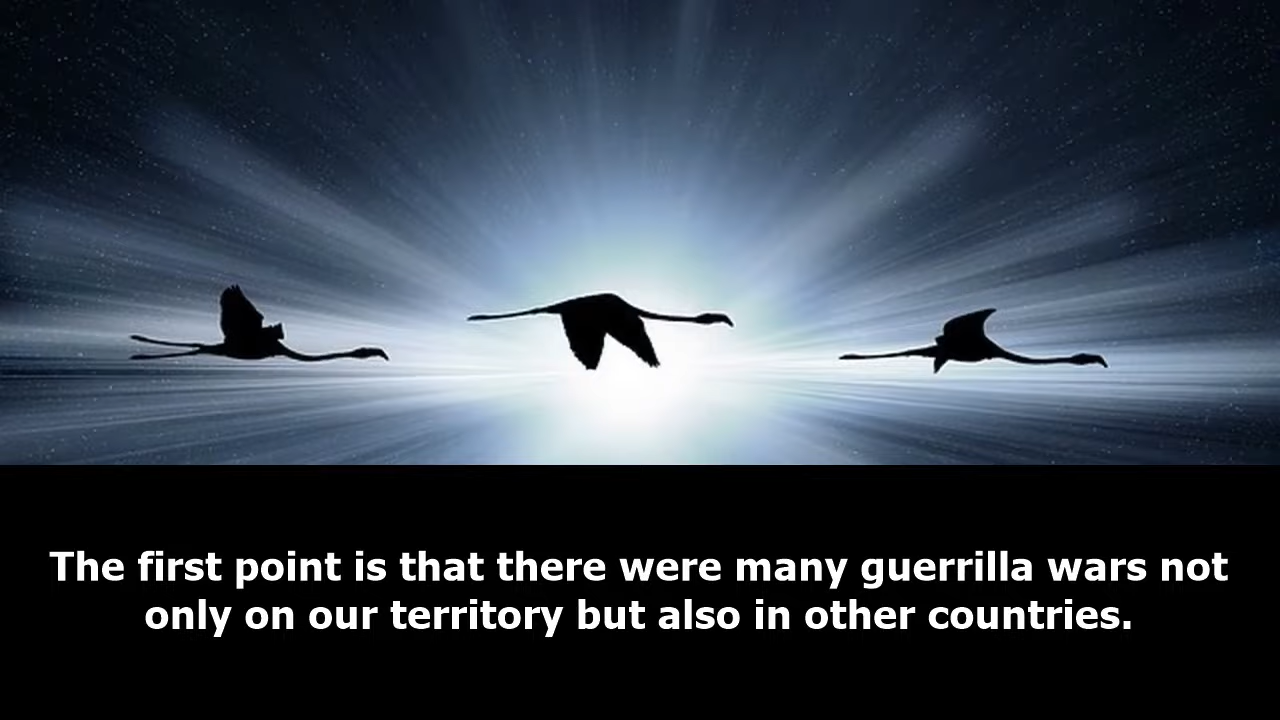 The first point is that there were many guerrilla wars not
only on our territory but also in other countries.